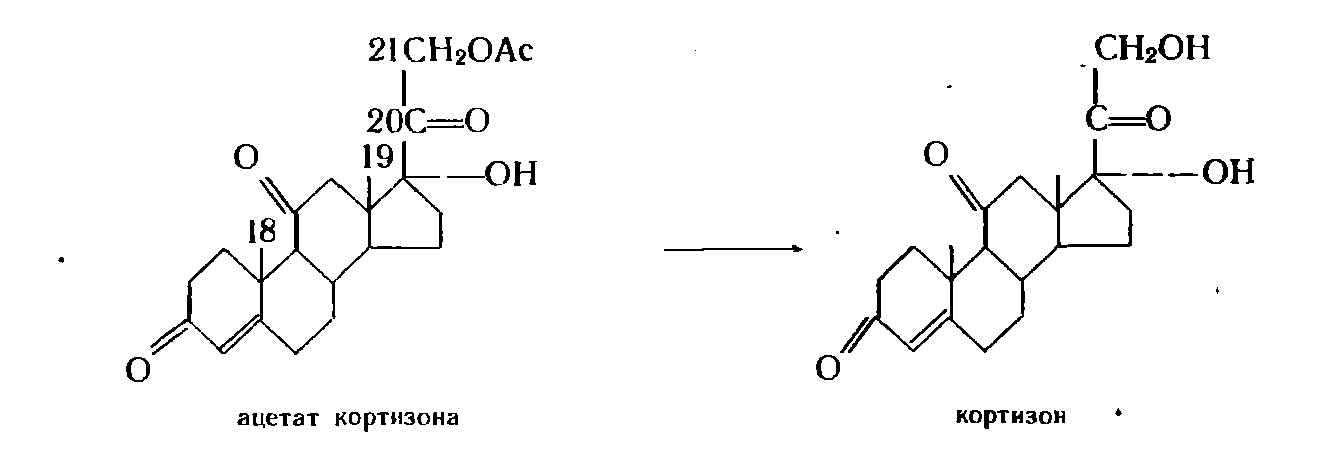 21CH₂OAc CH₂OH
20C=O C=O
O 19 OH O OH
18
O O
ацетат кортизона кортизон